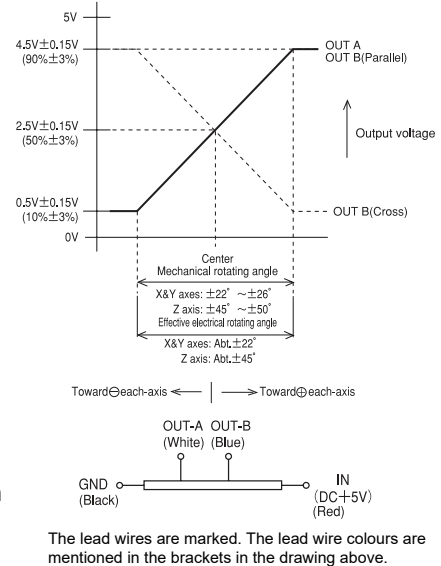 5V
4.5V±0.15V
(90%±3%)
OUT A
OUT B(Parallel)
2.5V±0.15V
(50%±3%)
Output voltage
0.5V±0.15V
(10%±3%)
OUT B(Cross)
0V
Center
Mechanical rotating angle
X&Y axes: ±22° ~±26°
Z axis: ±45° ~±50°
Effective electrical rotating angle
X&Y axes: Abt.±22°
Z axis: Abt.±45°
Toward⊖each-axis
Toward⊕each-axis
OUT-A OUT-B
(White) (Blue)
GND
(Black)
IN
(DC+5V)
(Red)
The lead wires are marked. The lead wire colours are
mentioned in the brackets in the drawing above.